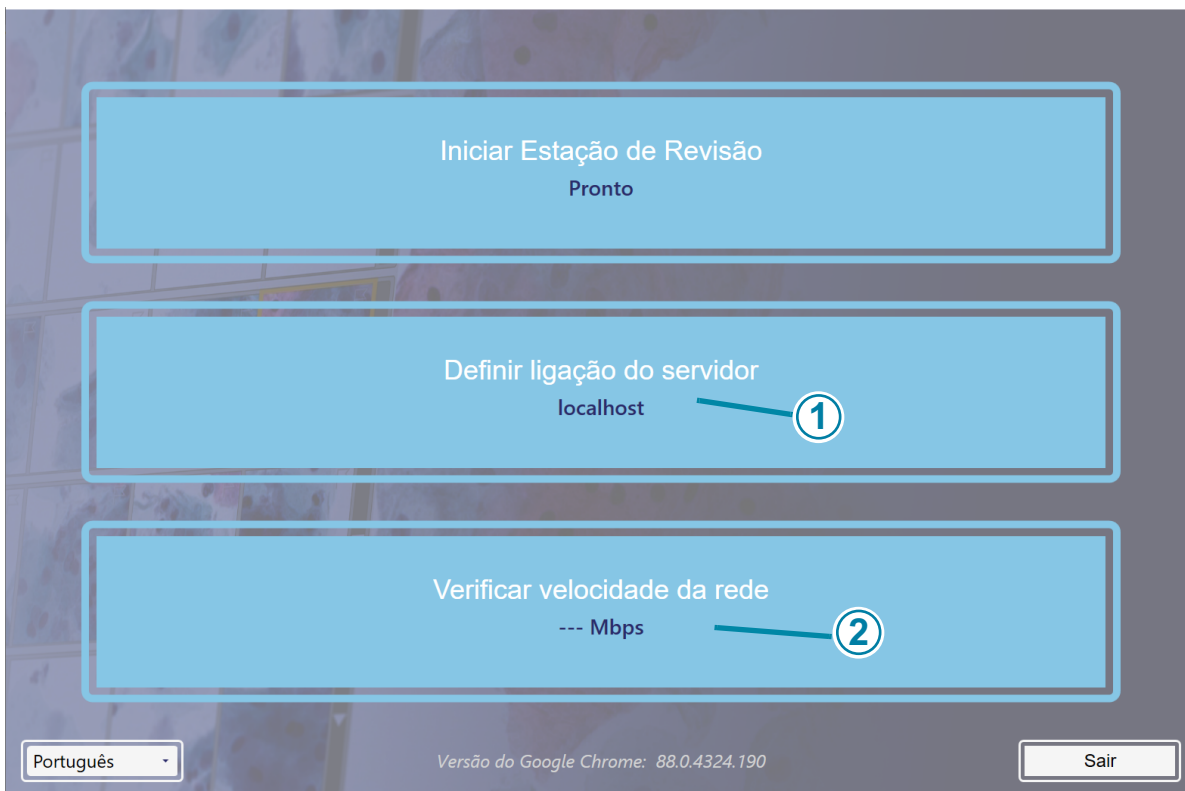 Iniciar Estação de Revisão
Pronto
Definir ligação do servidor
localhost
1
Verificar velocidade da rede
--- Mbps
2
Português
Versão do Google Chrome: 88.0.4324.190
Sair